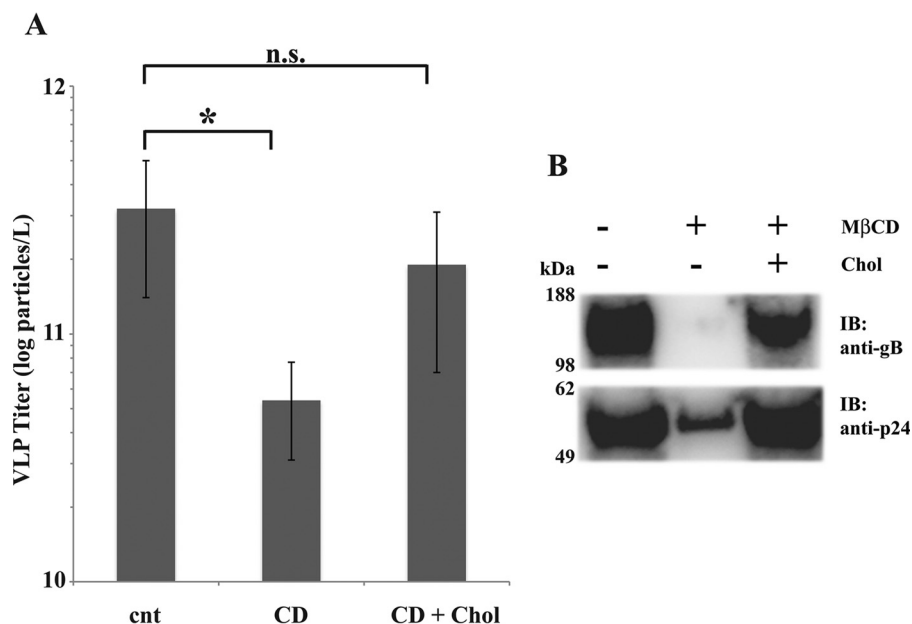 A
n.s.
*
12
11
10
VLP Titer (log particles/L)
cnt CD CD + Chol
B
- + + MβCD
kDa - - + Chol
188
98
IB:
anti-gB
62
49
IB:
anti-p24